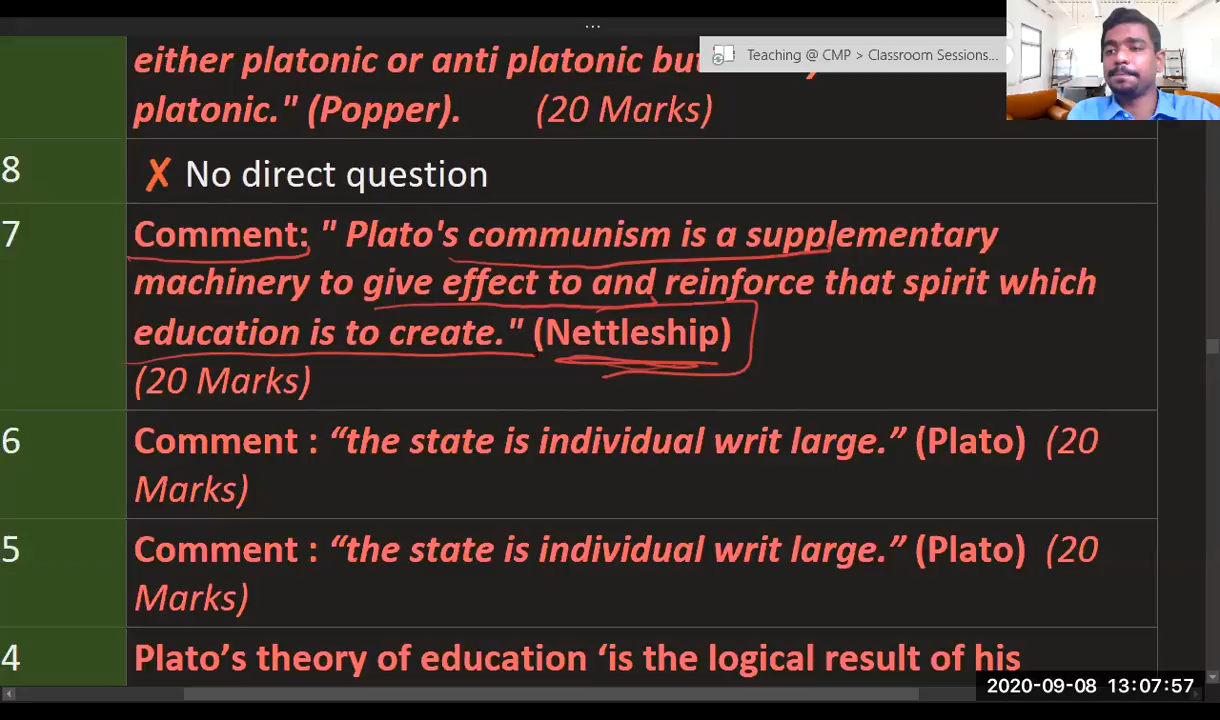 ...
either platonic or anti platonic but
Teaching @ CMP > Classroom Sessions...
platonic." (Popper). (20 Marks)
8 ✗ No direct question
7 Comment: " Plato's communism is a supplementary
machinery to give effect to and reinforce that spirit which
education is to create." (Nettleship)
(20 Marks)
6 Comment : “the state is individual writ large.” (Plato) (20
Marks)
5 Comment : “the state is individual writ large.” (Plato) (20
Marks)
4 Plato’s theory of education ‘is the logical result of his
2020-09-08 13:07:57